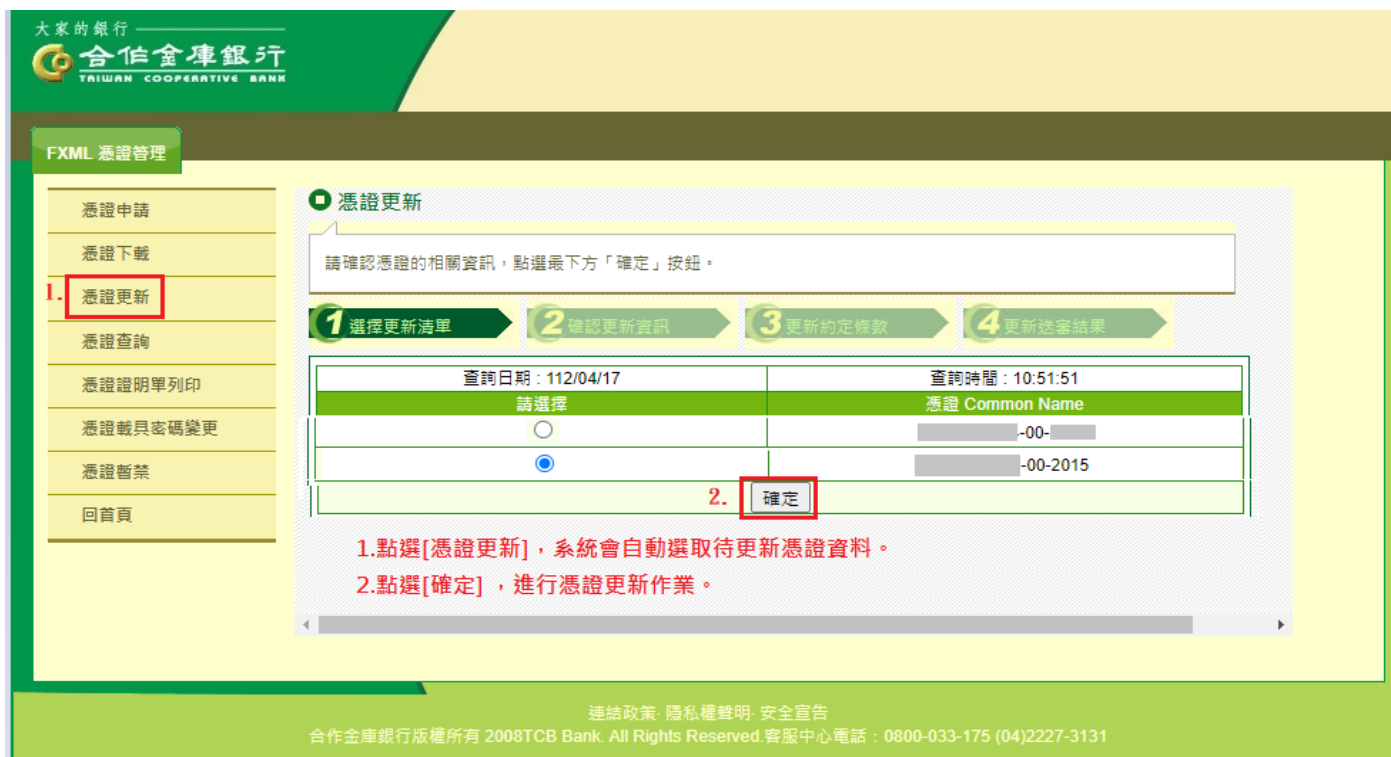 大家的銀行
合作金庫銀行
TAIWAN COOPERATIVE BANK
FXML 憑證管理
憑證申請
憑證下載
1. 憑證更新
憑證查詢
憑證證明單列印
憑證載具密碼變更
憑證暫禁
回首頁
憑證更新
請確認憑證的相關資訊，點選最下方「確定」按鈕。
1 選擇更新清單 2 確認更新資訊 3 更新約定條款 4 更新送審結果
查詢日期：112/04/17 查詢時間：10:51:51
請選擇 憑證 Common Name
-00-
-00-2015
2. 確定
1.點選[憑證更新]，系統會自動選取待更新憑證資料。
2.點選[確定] ，進行憑證更新作業。
連結政策‧隱私權聲明‧安全宣告
合作金庫銀行版權所有 2008TCB Bank. All Rights Reserved.客服中心電話：0800-033-175 (04)2227-3131